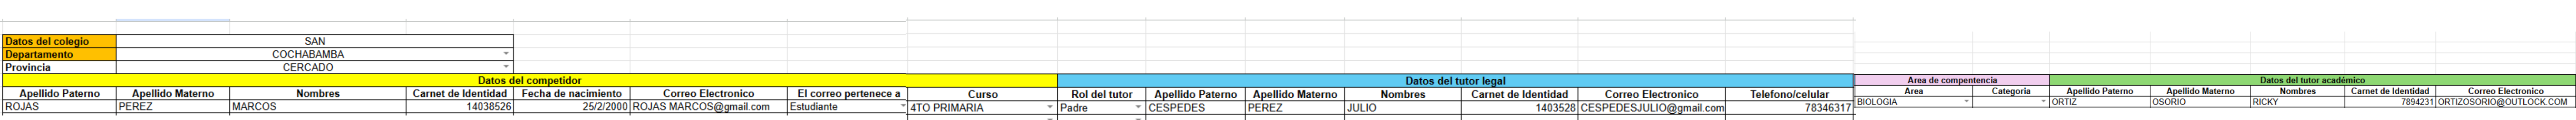 Datos del colegio SAN
Departamento COCHABAMBA
Provincia CERCADO
Datos del competidor Datos del tutor legal Area de compentencia Datos del tutor académico
Apellido Paterno Apellido Materno Nombres Carnet de Identidad Fecha de nacimiento Correo Electronico El correo pertenece a Curso Rol del tutor Apellido Paterno Apellido Materno Nombres Carnet de Identidad Correo Electronico Telefono/celular Area Categoria Apellido Paterno Apellido Materno Nombres Carnet de Identidad Correo Electronico
ROJAS PEREZ MARCOS 14038526 25/2/2000 ROJAS MARCOS@gmail.com Estudiante 4TO PRIMARIA Padre CESPEDES PEREZ JULIO 1403528 CESPEDESJULIO@gmail.com 78346317 BIOLOGIA ORTIZ OSORIO RICKY 7894231 ORTIZOSORIO@OUTLOCK.COM